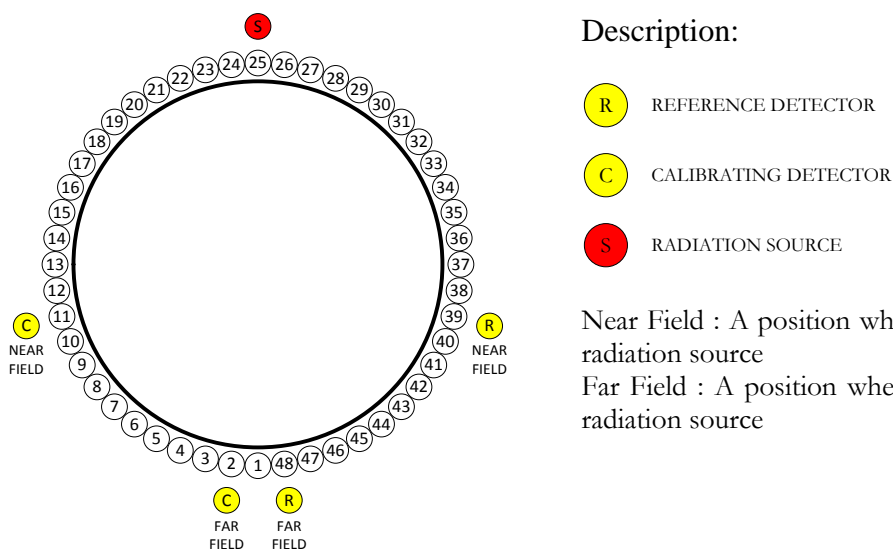 S
1
2
3
4
5
6
7
8
9
10
11
12
13
14
15
16
17
18
19
20
21
22
23
24
25
26
27
28
29
30
31
32
33
34
35
36
37
38
39
40
41
42
43
44
45
46
47
48
C
NEAR
FIELD
R
NEAR
FIELD
C
FAR
FIELD
R
FAR
FIELD
Description:
R REFERENCE DETECTOR
C CALIBRATING DETECTOR
S RADIATION SOURCE
Near Field : A position wh
radiation source
Far Field : A position whe
radiation source